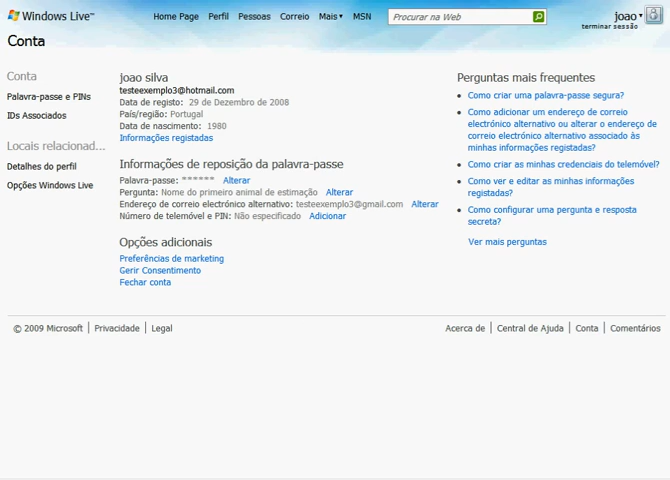 Windows Live™ Home Page Perfil Pessoas Correio Mais▾ MSN Procurar na Web joao▾
terminar sessão
Conta
Conta
Palavra-passe e PINs
IDs Associados
Locais relacionad...
Detalhes do perfil
Opções Windows Live
joao silva
testeexemplo3@hotmail.com
Data de registo: 29 de Dezembro de 2008
País/região: Portugal
Data de nascimento: 1980
Informações registadas
Informações de reposição da palavra-passe
Palavra-passe: ****** Alterar
Pergunta: Nome do primeiro animal de estimação Alterar
Endereço de correio electrónico alternativo: testeexemplo3@gmail.com Alterar
Número de telemóvel e PIN: Não especificado Adicionar
Opções adicionais
Preferências de marketing
Gerir Consentimento
Fechar conta
Perguntas mais frequentes
• Como criar uma palavra-passe segura?
• Como adicionar um endereço de correio
electrónico alternativo ou alterar o endereço de
correio electrónico alternativo associado às
minhas informações registadas?
• Como criar as minhas credenciais do telemóvel?
• Como ver e editar as minhas informações
registadas?
• Como configurar uma pergunta e resposta
secreta?
Ver mais perguntas
© 2009 Microsoft | Privacidade | Legal Acerca de | Central de Ajuda | Conta | Comentários